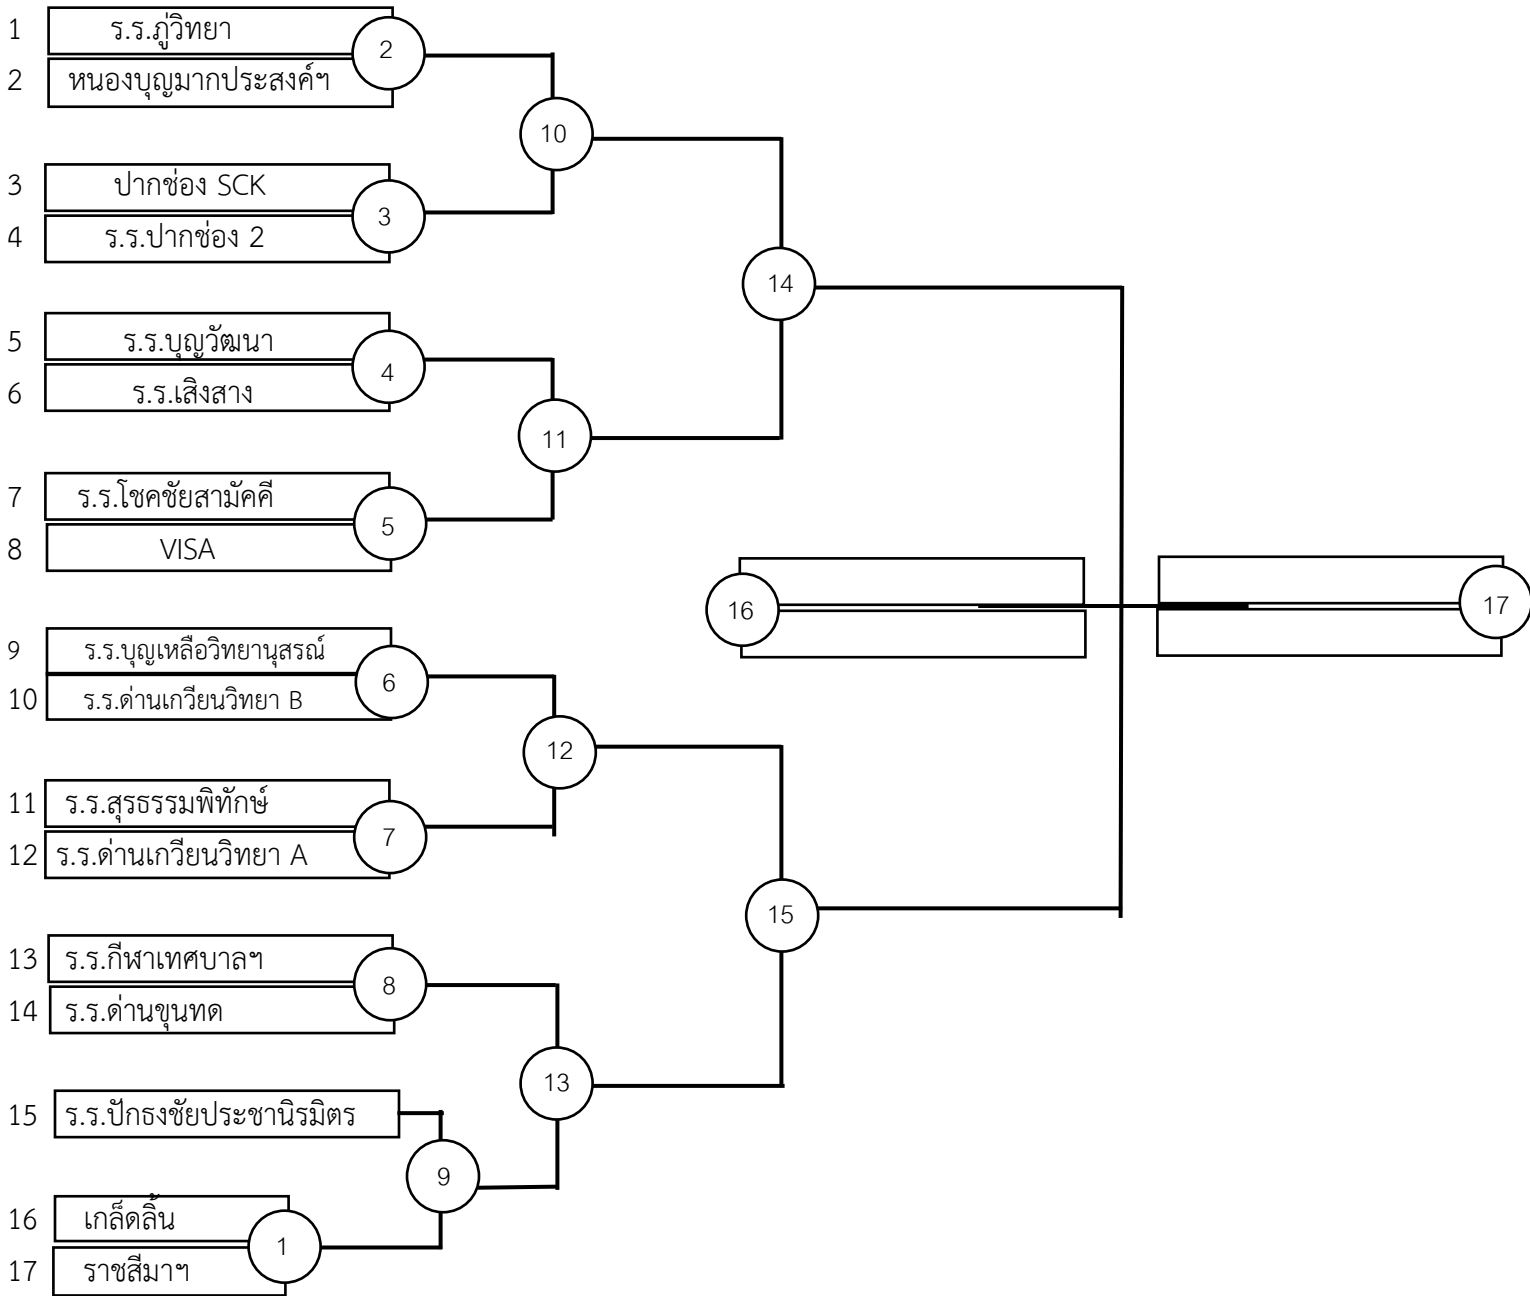 1 ร.ร.ภู่วิทยา
2
2 หนองบุญมากประสงค์ฯ
10
3 ปากช่อง SCK
3
4 ร.ร.ปากช่อง 2
14
5 ร.ร.บุญวัฒนา
4
6 ร.ร.เสิงสาง
11
7 ร.ร.โชคชัยสามัคคี
5
8 VISA
16
17
9 ร.ร.บุญเหลือวิทยานุสรณ์
6
10 ร.ร.ด่านเกวียนวิทยา B
12
11 ร.ร.สุรธรรมพิทักษ์
7
12 ร.ร.ด่านเกวียนวิทยา A
15
13 ร.ร.กีฬาเทศบาลฯ
8
14 ร.ร.ด่านขุนทด
13
15 ร.ร.ปักธงชัยประชานิรมิตร
9
16 เกล็ดลิ้น
1
17 ราชสีมาฯ